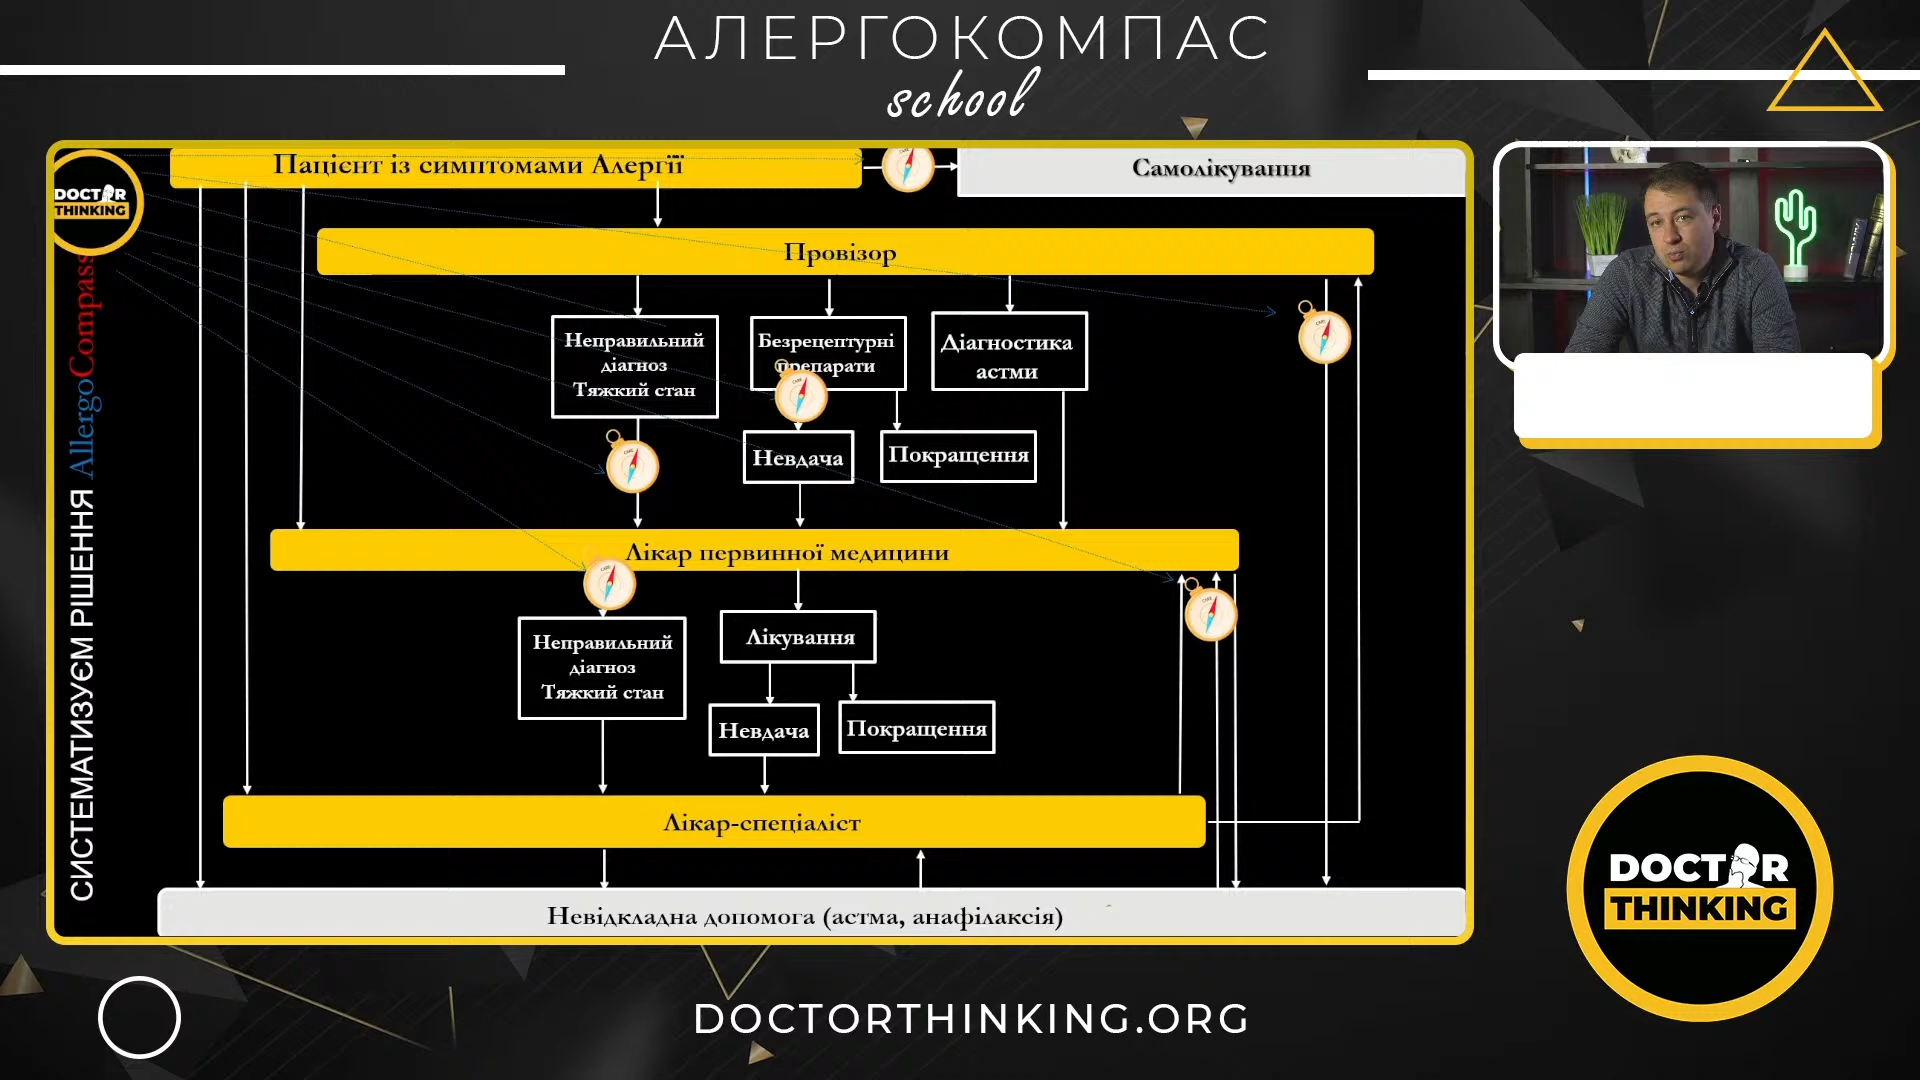 АЛЕРГОКОМПАС
school
Пацієнт із симптомами Алергії
Самолікування
DOCTOR
THINKING
Провізор
Неправильний
діагноз
Тяжкий стан
Безрецептурні
препарати
Діагностика
астми
Невдача
Покращення
Лікар первинної медицини
Неправильний
діагноз
Тяжкий стан
Лікування
Невдача
Покращення
Лікар-спеціаліст
Невідкладна допомога (астма, анафілаксія)
СИСТЕМАТИЗУЄМ РІШЕННЯ AllergoCompass
DOCTOR
THINKING
DOCTORTHINKING.ORG